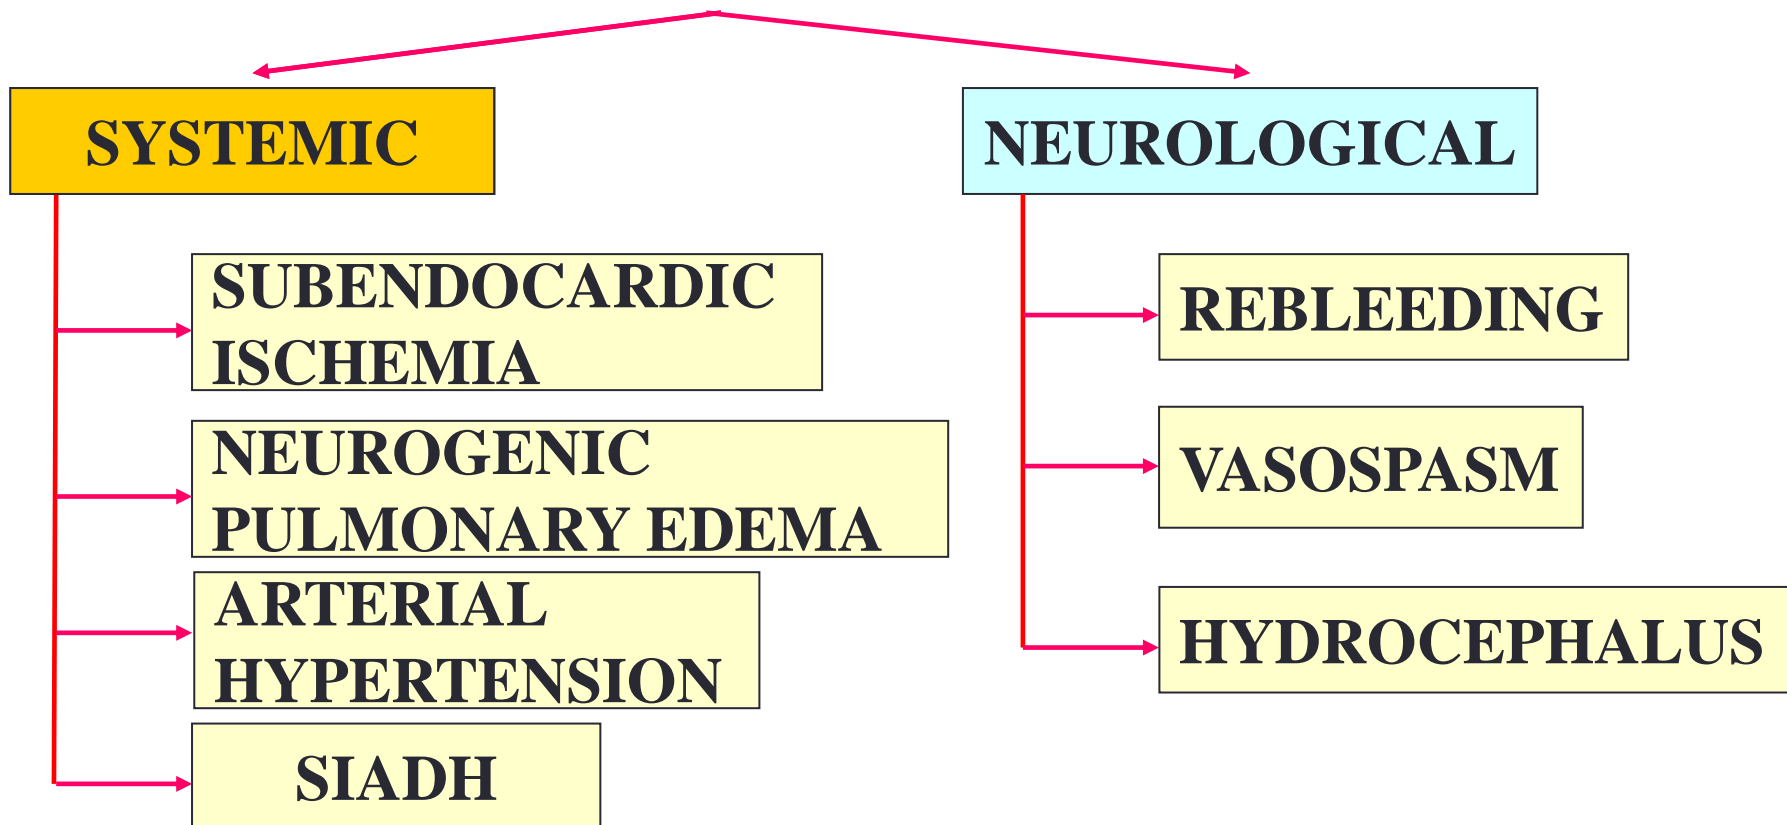 SYSTEMIC
SUBENDOCARDIC
ISCHEMIA
NEUROGENIC
PULMONARY EDEMA
ARTERIAL
HYPERTENSION
SIADH
NEUROLOGICAL
REBLEEDING
VASOSPASM
HYDROCEPHALUS